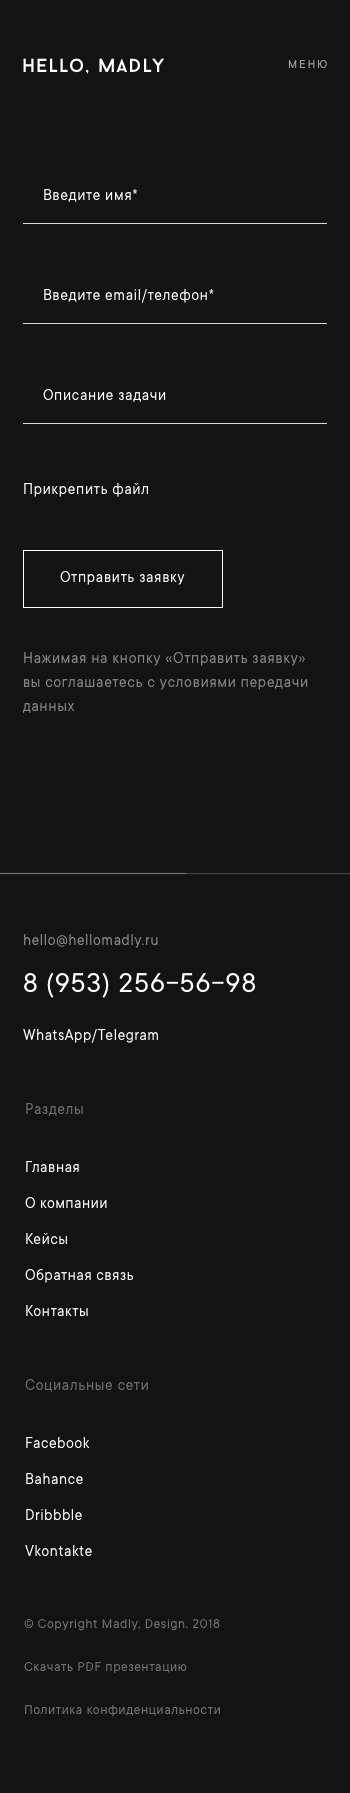 HELLO, MADLY
МЕНЮ
Введите имя*
Введите email/телефон*
Описание задачи
Прикрепить файл
Отправить заявку
Нажимая на кнопку «Отправить заявку»
вы соглашаетесь с условиями передачи
данных
hello@hellomadly.ru
8 (953) 256-56-98
WhatsApp/Telegram
Разделы
Главная
О компании
Кейсы
Обратная связь
Контакты
Социальные сети
Facebook
Bahance
Dribbble
Vkontakte
© Copyright Madly, Design. 2018
Скачать PDF презентацию
Политика конфиденциальности